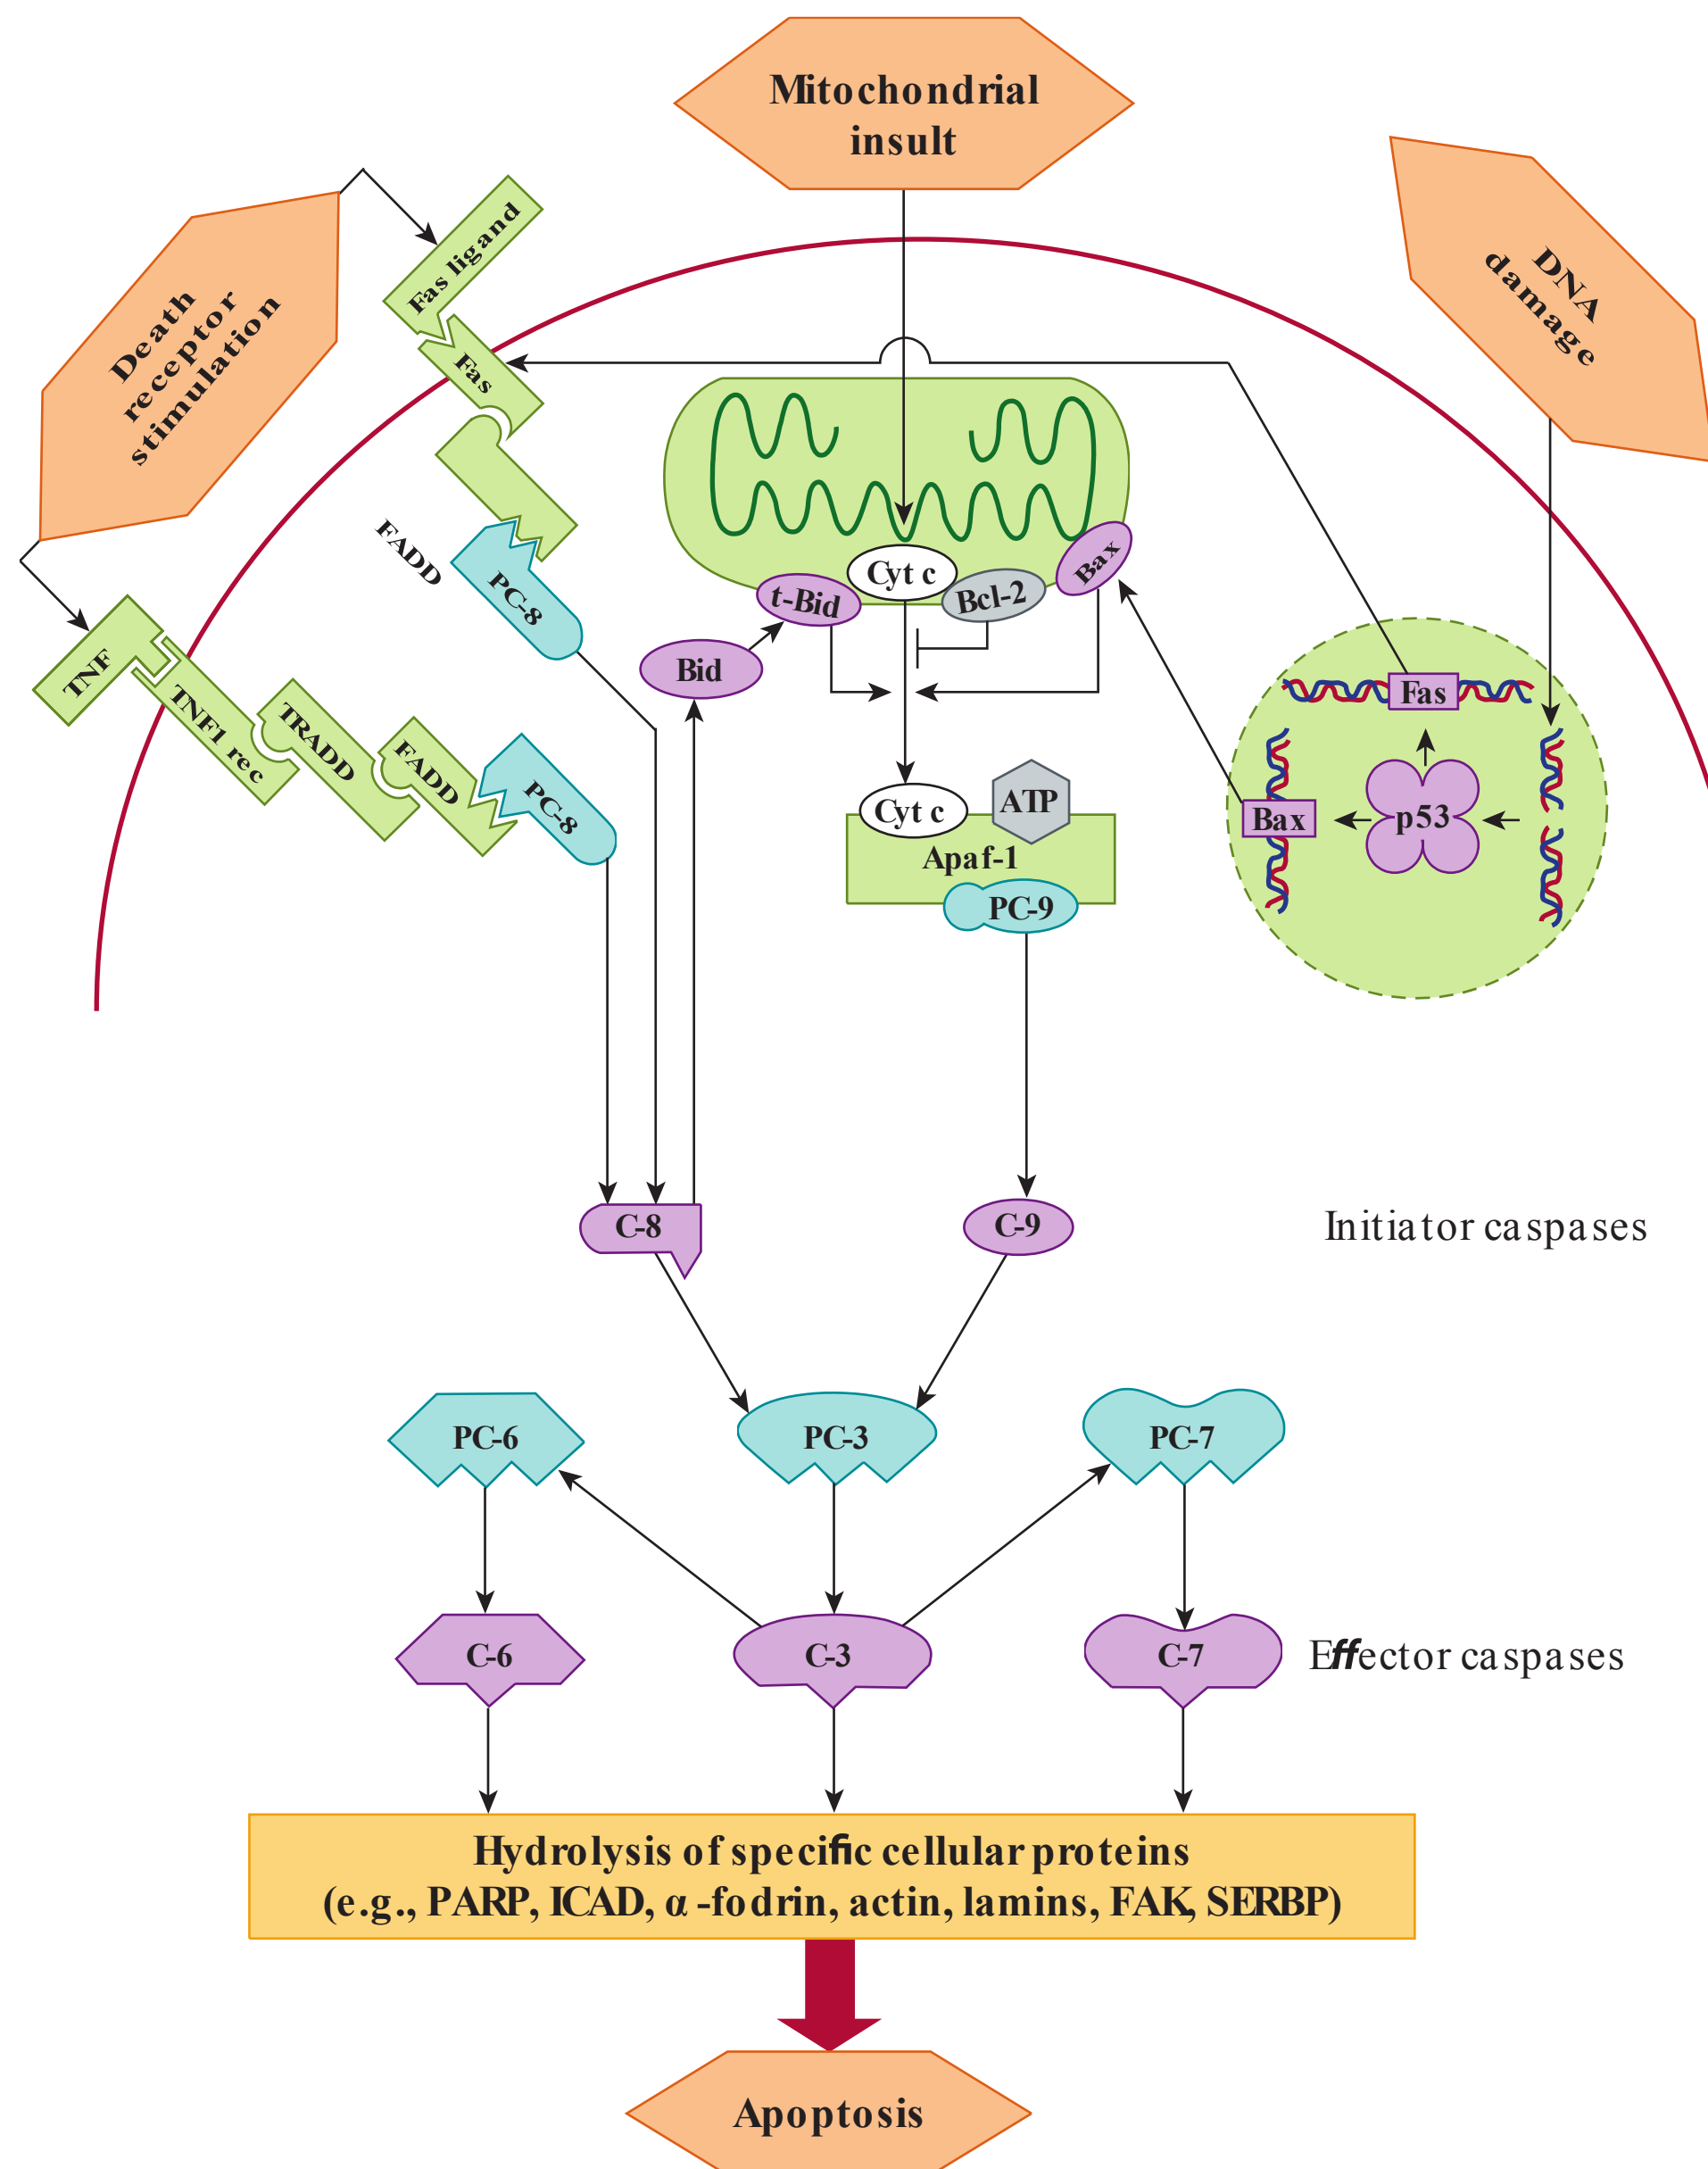 Mitochondrial
insult
DNA
damage
Death
receptor
stimulation
Fas ligand
Fas
FADD
PC-8
Cyt c
t-Bid
Bcl-2
Bax
Bid
TNF
TNF1 rec
TRADD
FADD
PC-8
Fas
Bax
p53
Cyt c
ATP
Apaf-1
PC-9
C-8
C-9
Initiator caspases
PC-6
PC-3
PC-7
C-6
C-3
C-7
Effector caspases
Hydrolysis of specific cellular proteins
(e.g., PARP, ICAD, α -fodrin, actin, lamins, FAK, SERBP)
Apoptosis